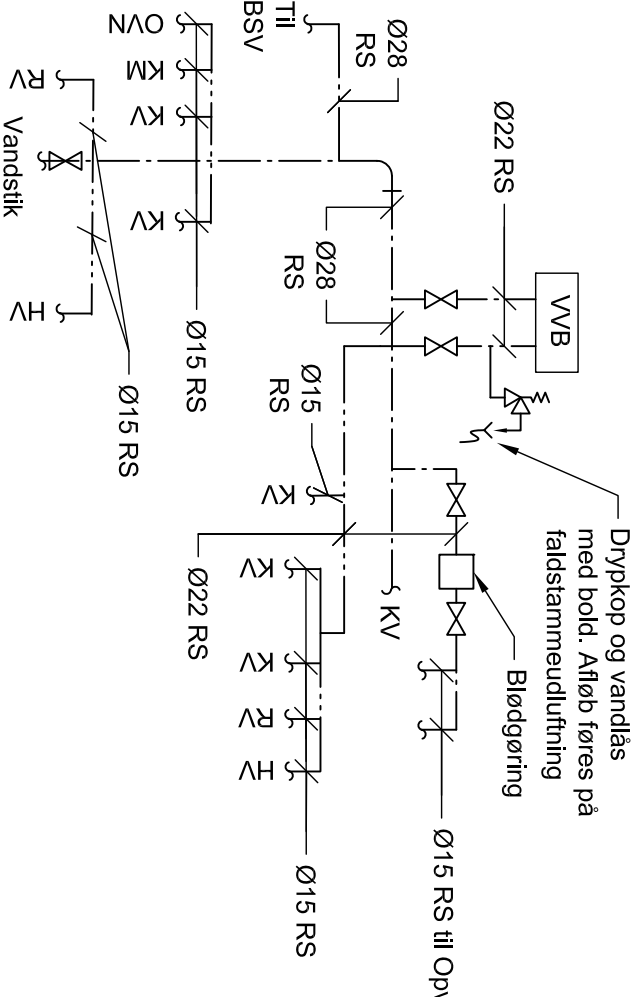 Drypkop og vandlås
med bold. Afløb føres på
faldstammeudluftning
Blødgøring
Ø15 RS til Opv
VVB
Ø22 RS
KV
Ø28
RS
Ø28
RS
Ø15
RS
KV
Ø22 RS
KV
KV
RV
HV
Ø15 RS
Til
BSV
OVN
KM
KV
KV
Ø15 RS
RV
Vandstik
HV
Ø15 RS